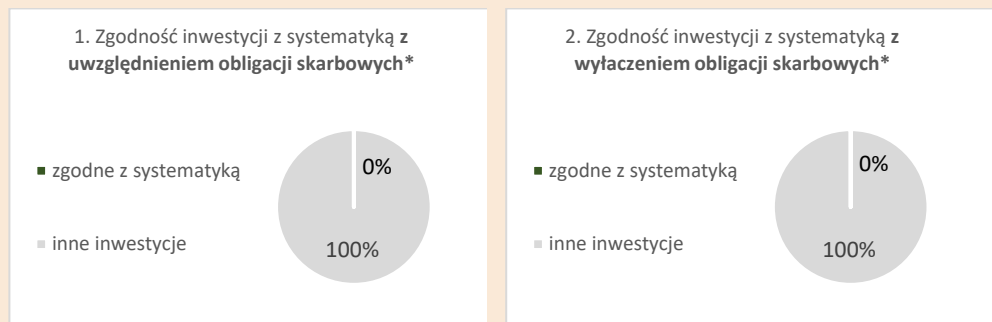 1. Zgodność inwestycji z systematyką z
uwzględnieniem obligacji skarbowych*
zgodne z systematyką
0%
inne inwestycje
100%
2. Zgodność inwestycji z systematyką z
wyłaczeniem obligacji skarbowych*
zgodne z systematyką
0%
inne inwestycje
100%